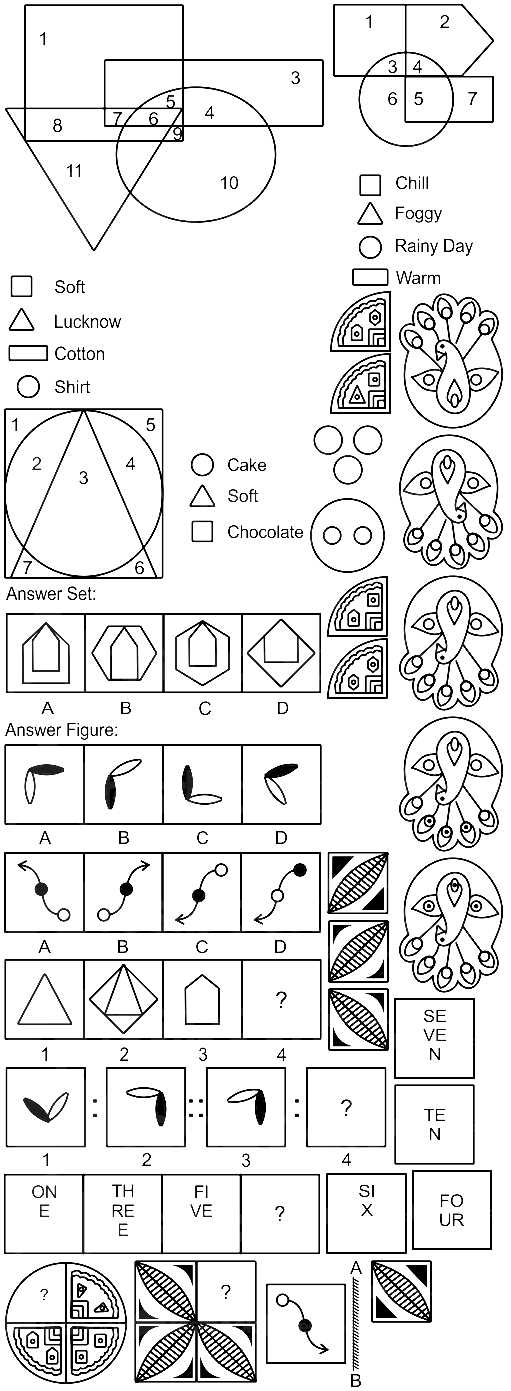 1
3
5
7
6
4
8
9
11
10
1
2
3
4
6
5
7
Chill
Foggy
Rainy Day
Warm
Soft
Lucknow
Cotton
Shirt
1
5
2
3
4
7
6
Cake
Soft
Chocolate
Answer Set:
A
B
C
D
Answer Figure:
A
B
C
D
A
B
C
D
?
1
2
3
4
SE
VE
N
: :: :
?
1
2
3
4
TE
N
ON
E
TH
RE
E
FI
VE
?
SI
X
FO
UR
?
?
A
B